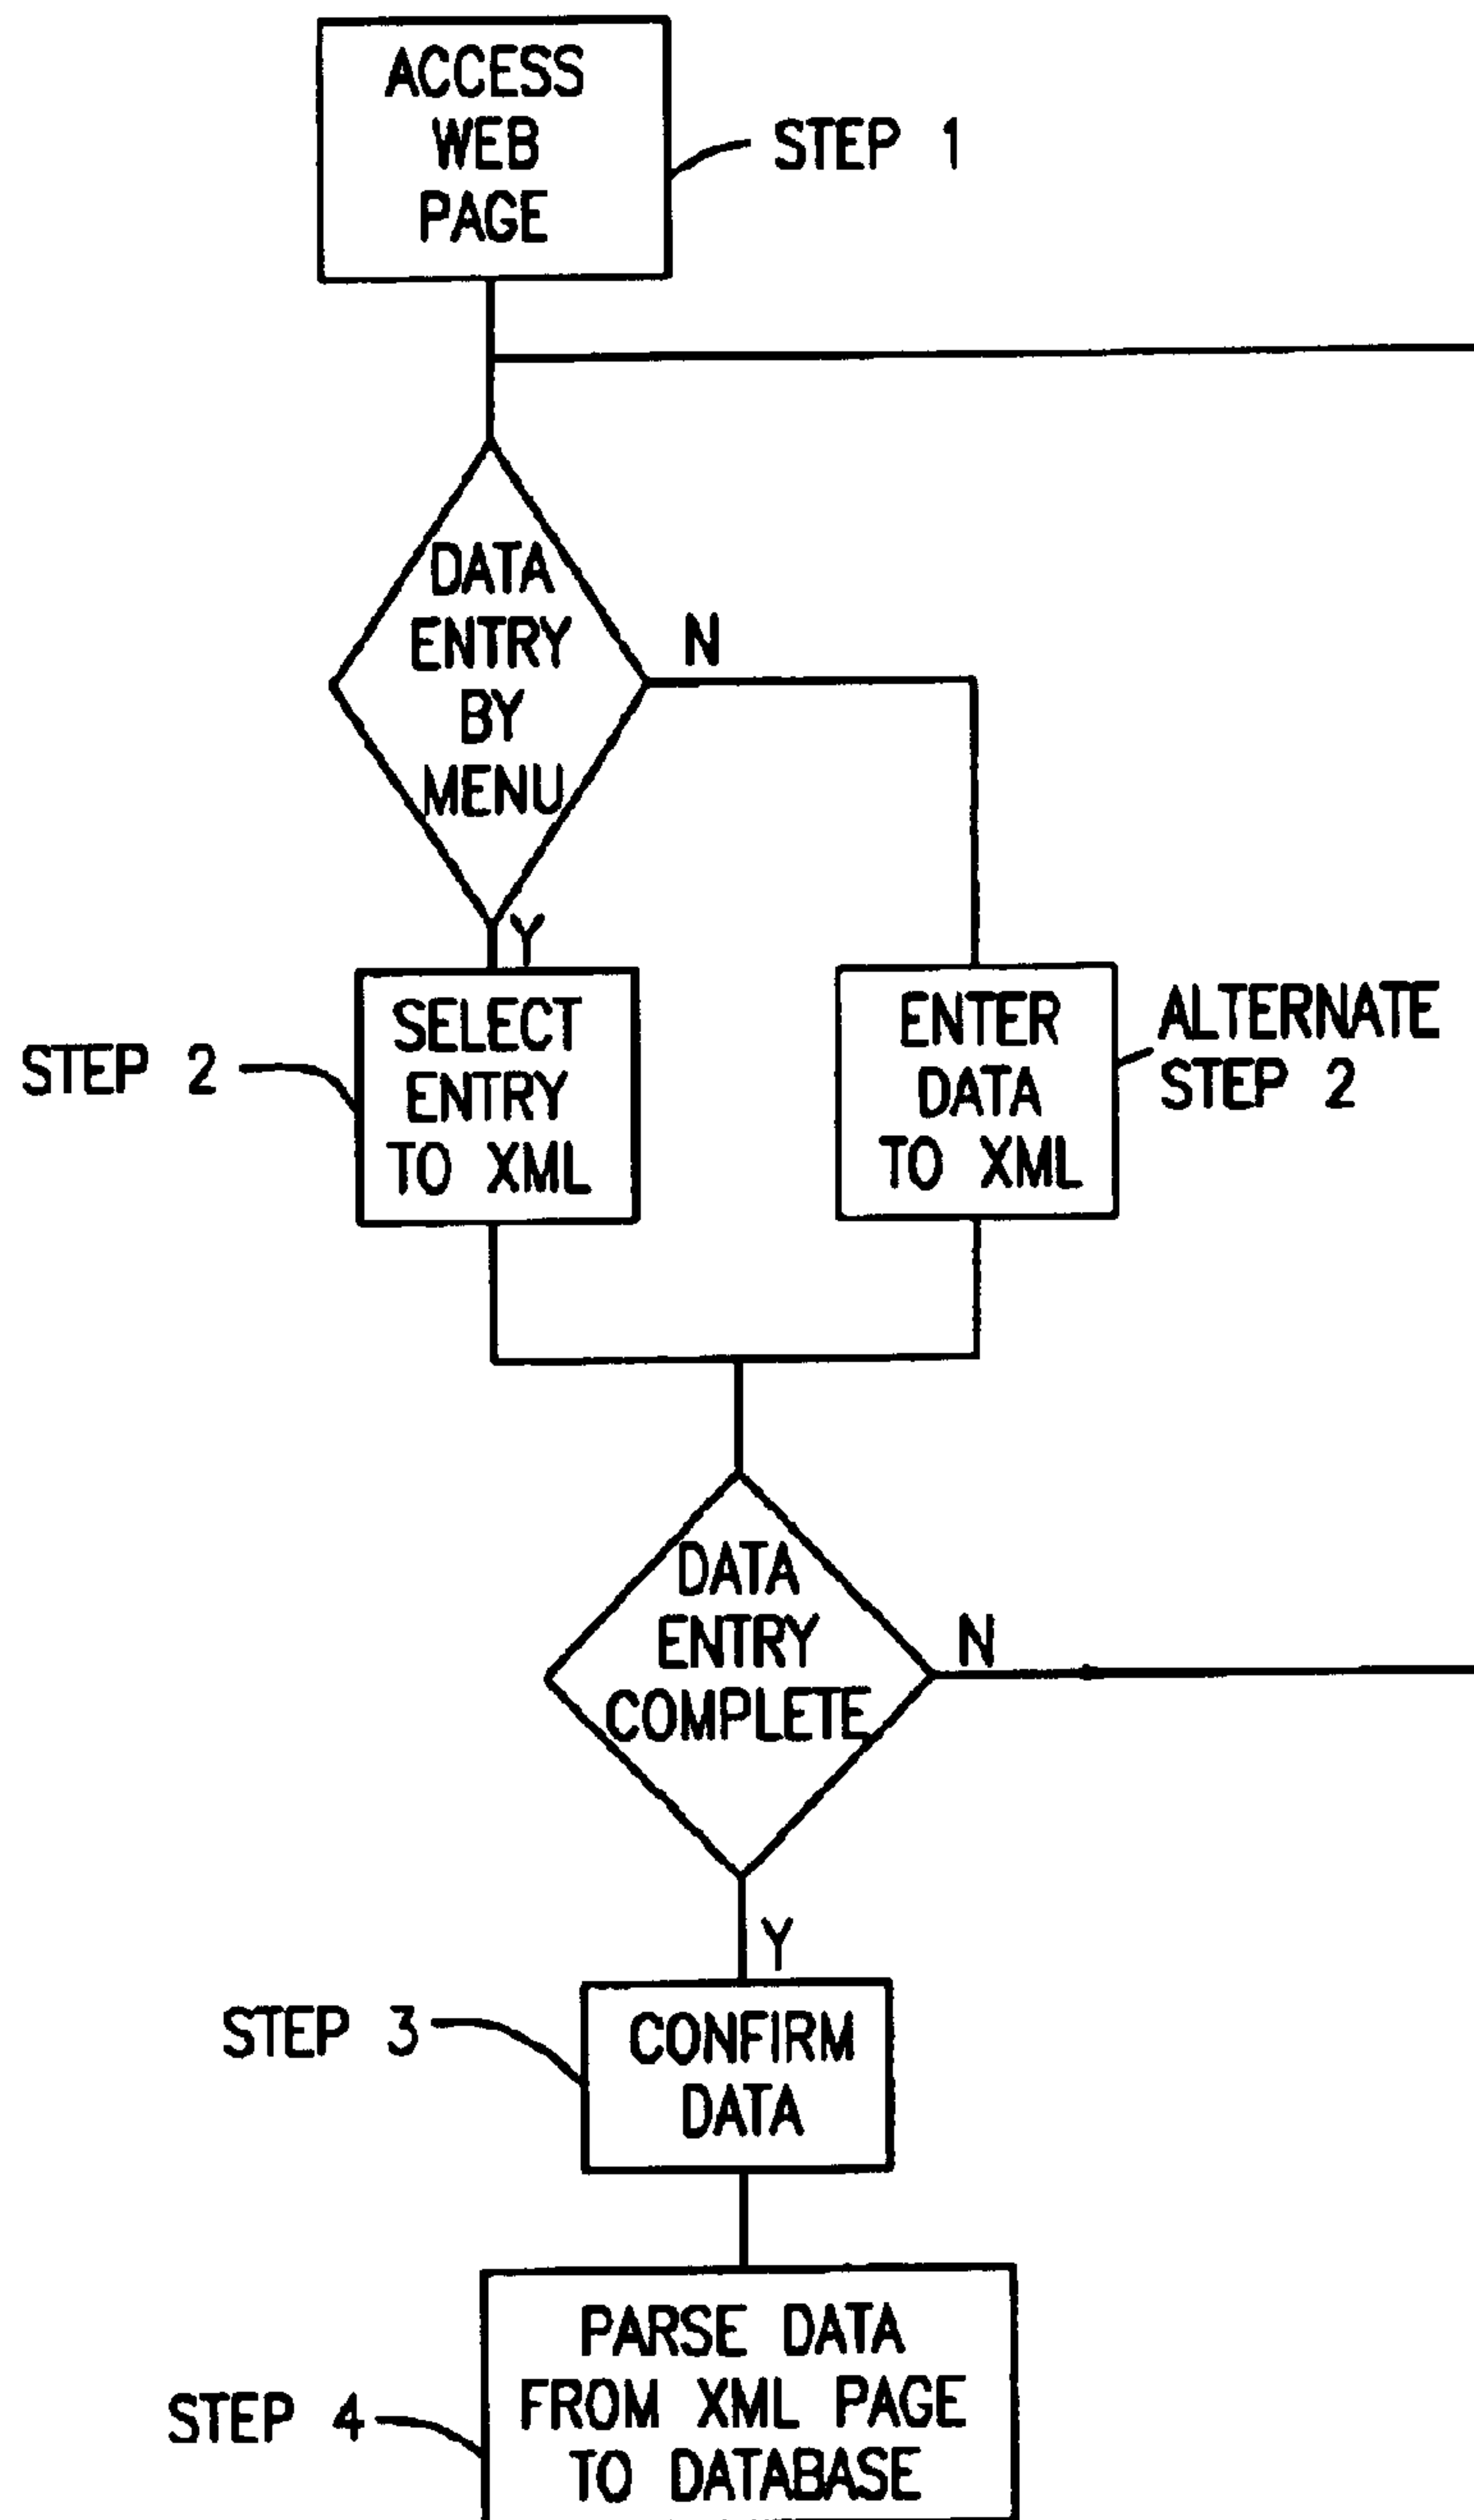 ACCESS
WEB
PAGE
STEP 1
DATA
ENTRY
BY
MENU
N
Y
SELECT
ENTRY
TO XML
STEP 2
ENTER
DATA
TO XML
ALTERNATE
STEP 2
DATA
ENTRY
COMPLETE
N
Y
STEP 3
CONFIRM
DATA
STEP 4
PARSE DATA
FROM XML PAGE
TO DATABASE